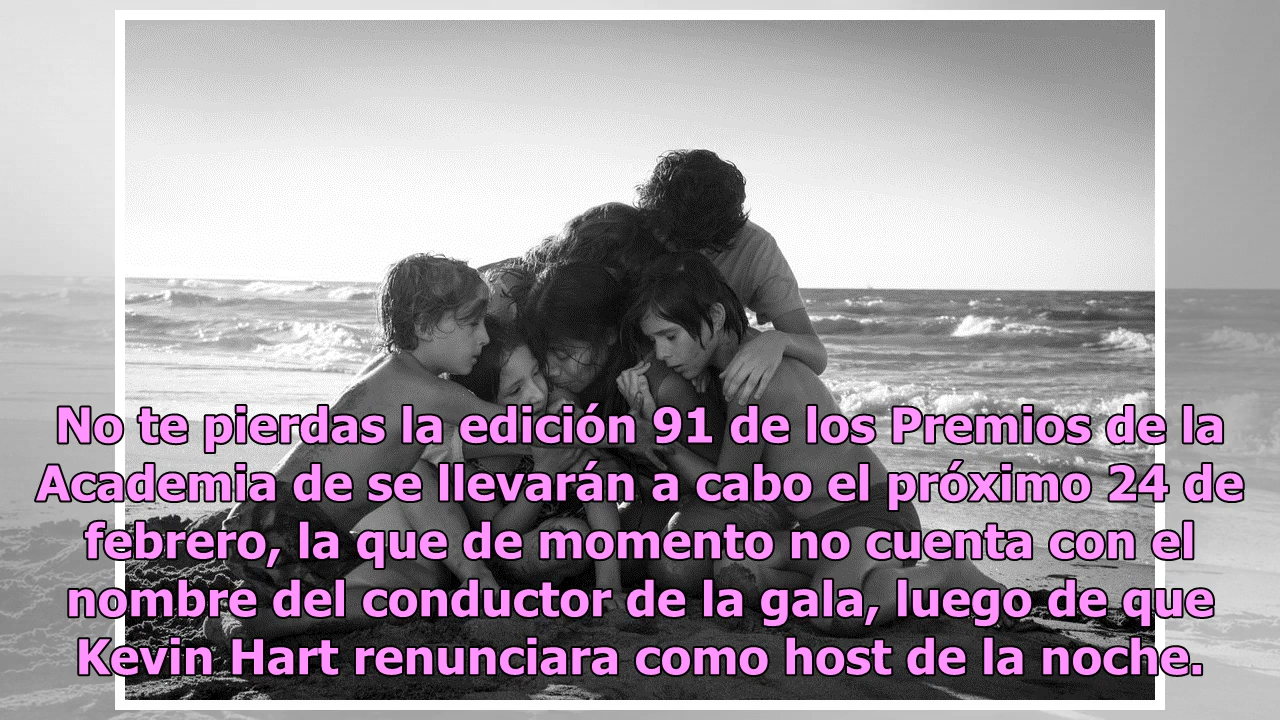 No te pierdas la edición 91 de los Premios de la
Academia de se llevarán a cabo el próximo 24 de
febrero, la que de momento no cuenta con el
nombre del conductor de la gala, luego de que
Kevin Hart renunciara como host de la noche.